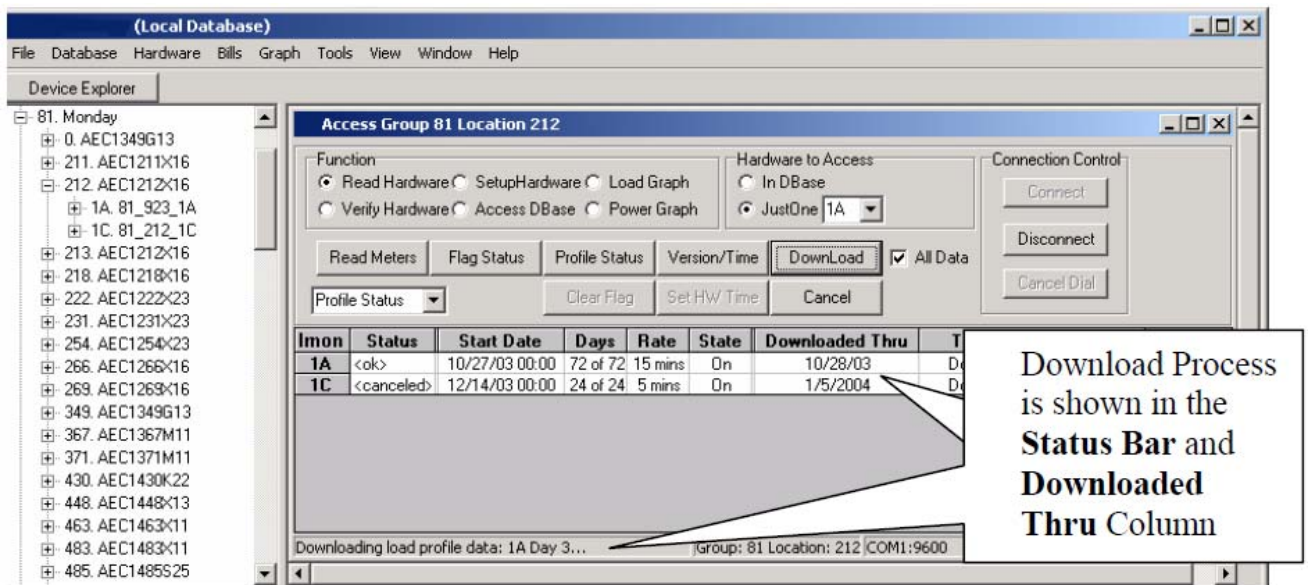 (Local Database)
File Database Hardware Bills Graph Tools View Window Help
Device Explorer
81. Monday
0. AEC1349G13
211. AEC1211X16
212. AEC1212X16
1A. 81_923_1A
1C. 81_212_1C
213. AEC1212X16
218. AEC1218X16
222. AEC1222X23
231. AEC1231X23
254. AEC1254X23
266. AEC1266X16
269. AEC1269X16
349. AEC1349G13
367. AEC1367M11
371. AEC1371M11
430. AEC1430K22
448. AEC1448X13
463. AEC1463X11
483. AEC1483X11
485. AEC1485S25
Access Group 81 Location 212
Function
Read Hardware SetupHardware Load Graph
Verify Hardware Access DBase Power Graph
Hardware to Access
In DBase
JustOne 1A
Connection Control
Connect
Disconnect
Cancel Dial
Read Meters Flag Status Profile Status Version/Time DownLoad All Data
Profile Status Clear Flag Set HW Time Cancel
Imon Status Start Date Days Rate State Downloaded Thru
1A <ok> 10/27/03 00:00 72 of 72 15 mins On 10/28/03
1C <canceled> 12/14/03 00:00 24 of 24 5 mins On 1/5/2004
Downloading load profile data: 1A Day 3... Group: 81 Location: 212 COM1:9600
Download Process
is shown in the
Status Bar and
Downloaded
Thru Column